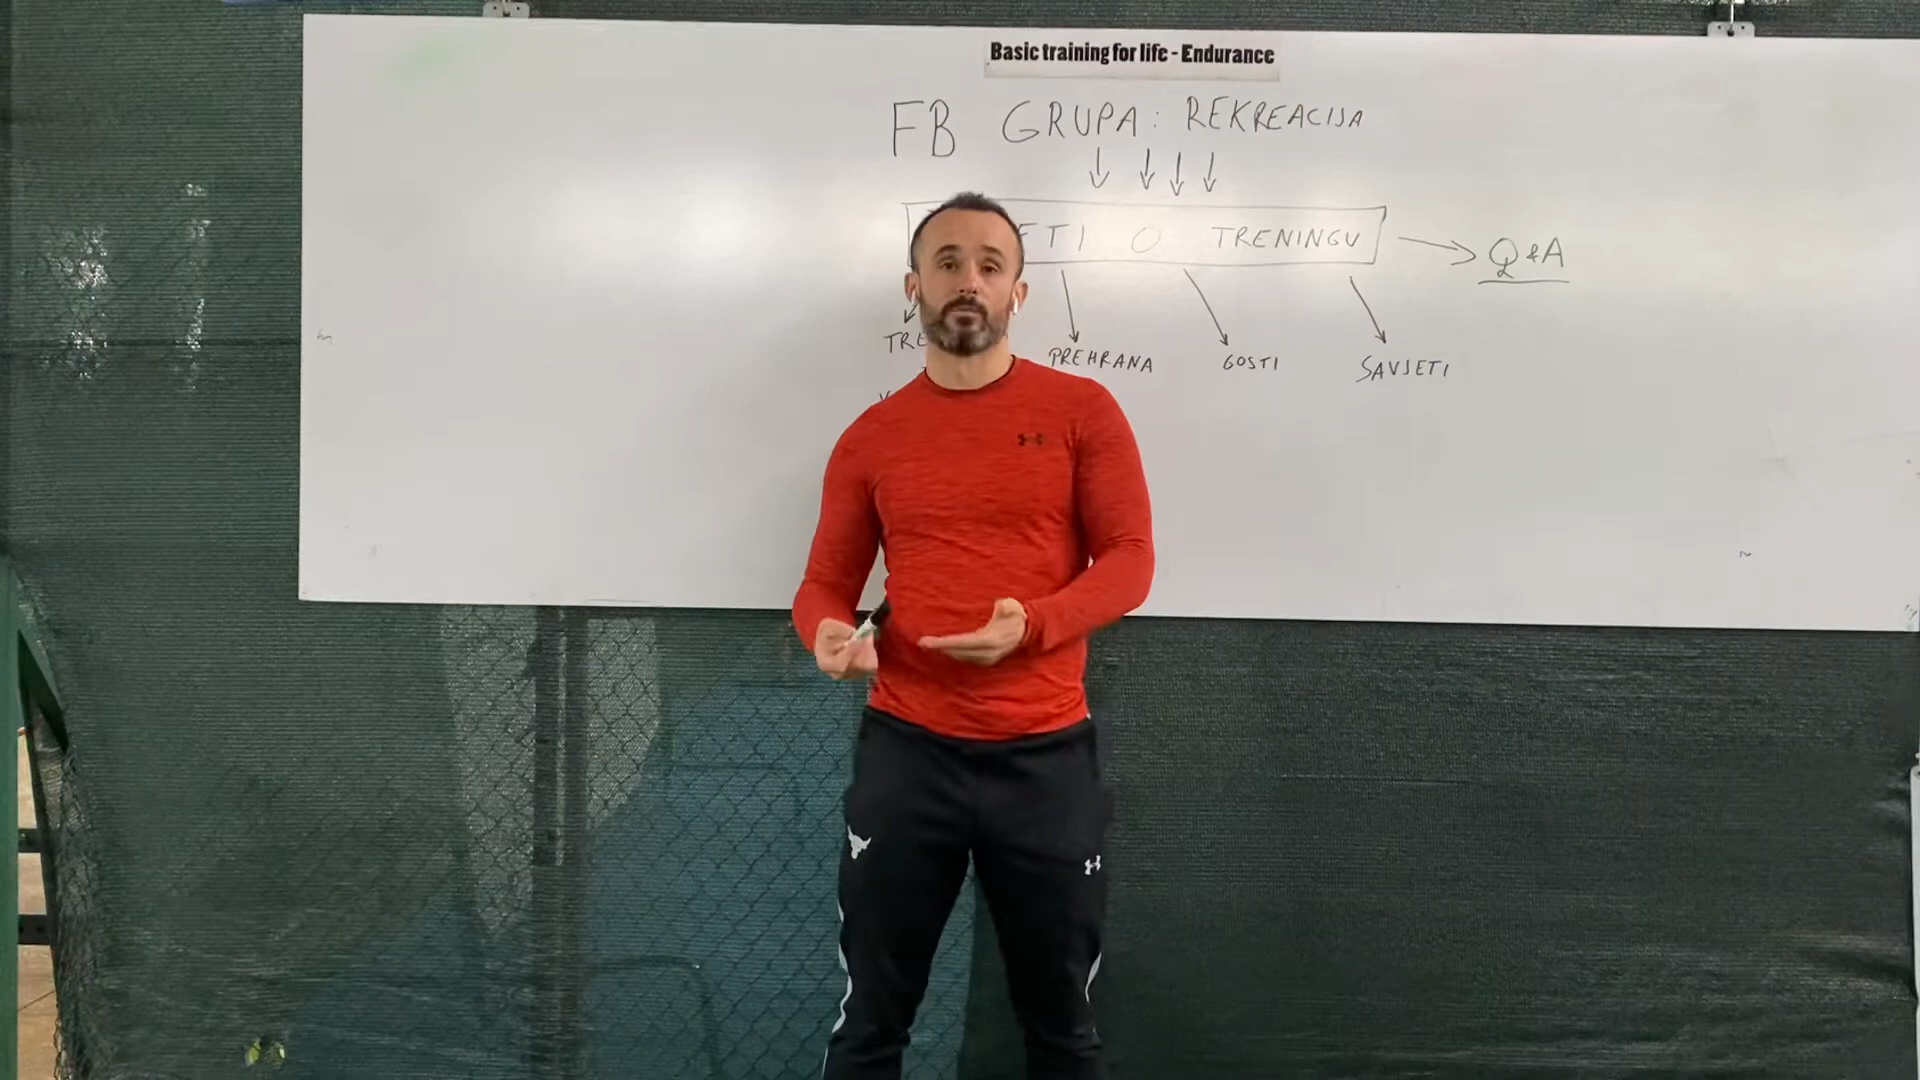 Basic training for life - Endurance
FB GRUPA: REKREACIJA
TRENINGU
Q&A
PREHRANA GOSTI SAVJETI